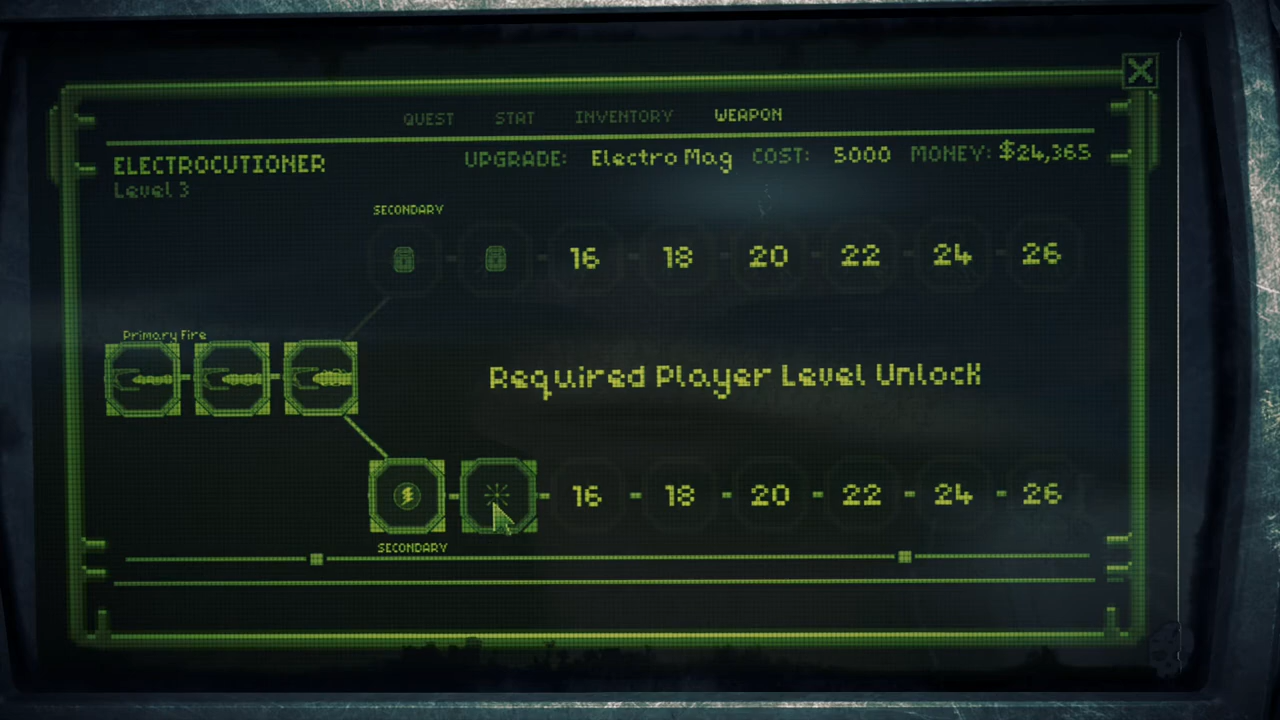 QUEST STAT INVENTORY WEAPON
ELECTROCUTIONER UPGRADE: Electro Mag COST: 5000 MONEY: $24,365
Level 3
SECONDARY
16 18 20 22 24 26
Primary Fire
Required Player Level Unlock
16 18 20 22 24 26
SECONDARY